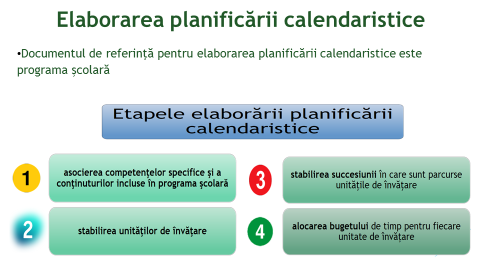 Elaborarea planificării calendaristice
•Documentul de referință pentru elaborarea planificării calendaristice este
programa școlară
Etapele elaborării planificării
calendaristice
1
asocierea competențelor specifice și a
conținuturilor incluse în programa școlară
2
stabilirea unităților de învățare
3
stabilirea succesiunii în care sunt parcurse
unitățile de învățare
4
alocarea bugetului de timp pentru fiecare
unitate de învățare